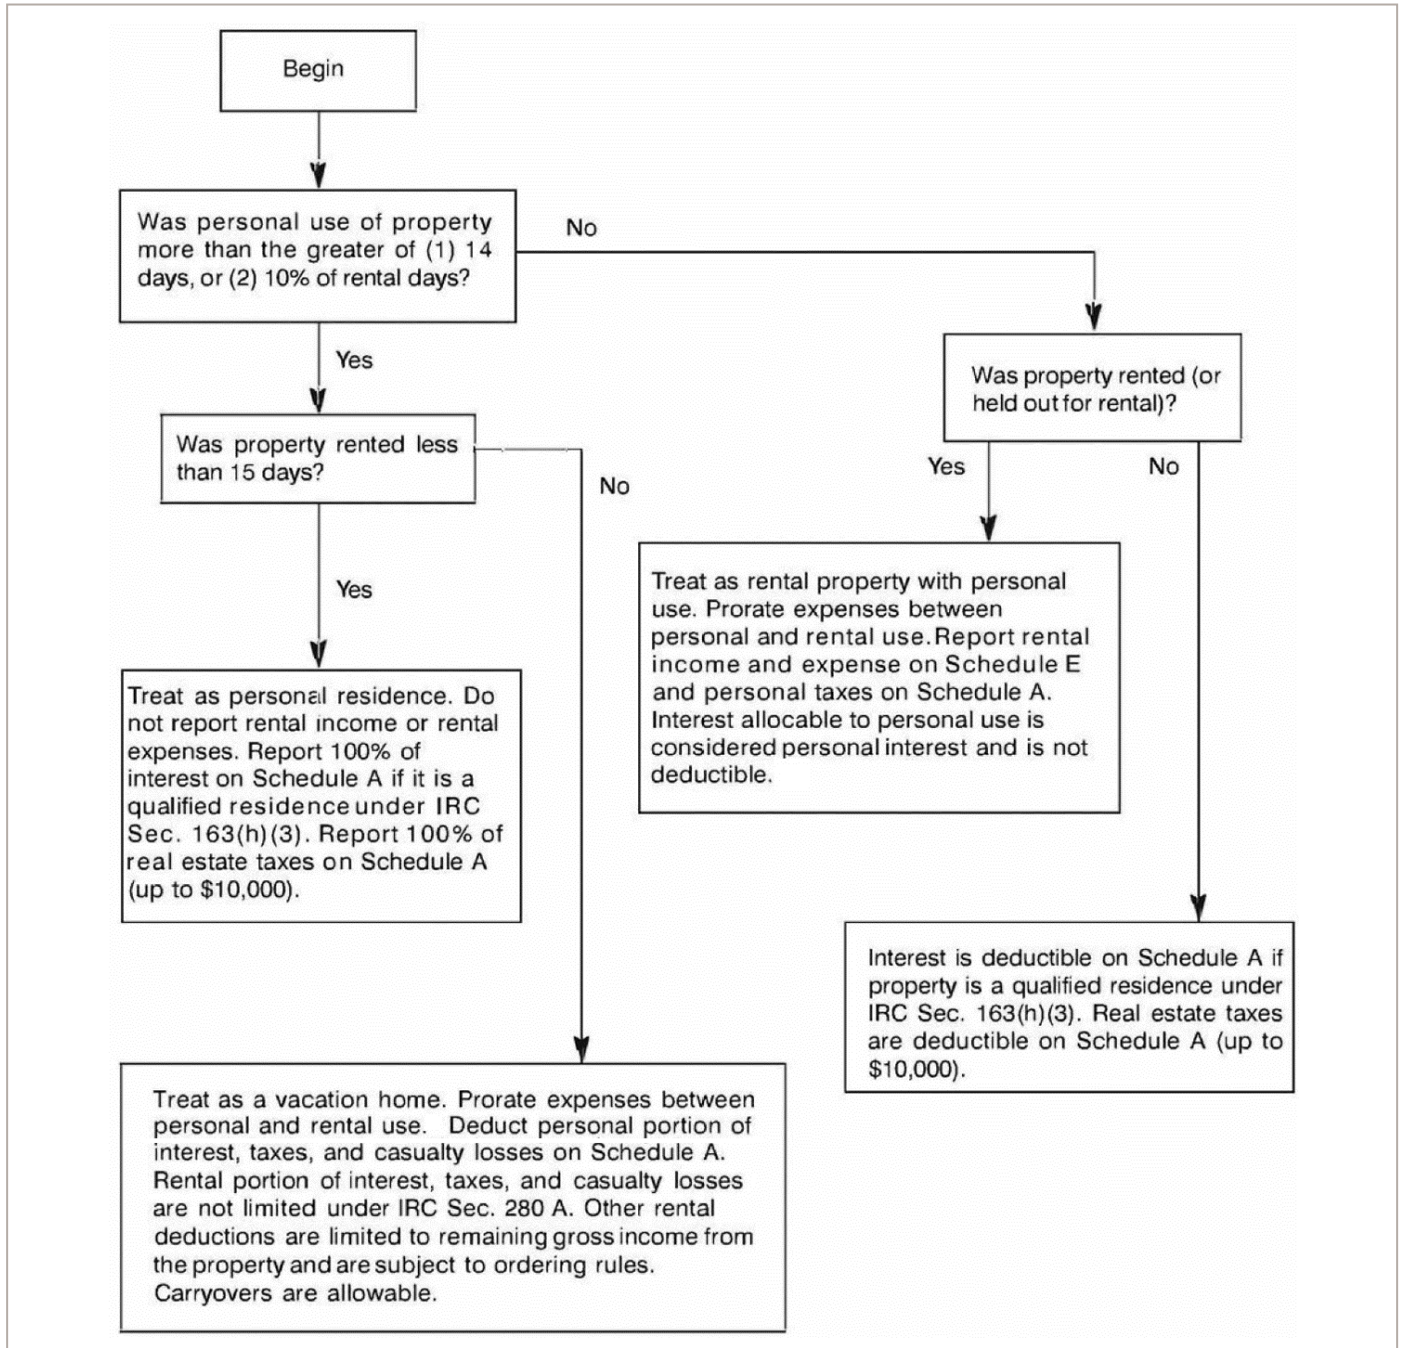 Begin
Was personal use of property
more than the greater of (1) 14
days, or (2) 10% of rental days?
No
Yes
Was property rented (or
held out for rental)?
Was property rented less
than 15 days?
Yes
No
No
Yes
Treat as rental property with personal
use. Prorate expenses between
personal and rental use. Report rental
income and expense on Schedule E
and personal taxes on Schedule A.
Interest allocable to personal use is
considered personal interest and is not
deductible.
Treat as personal residence. Do
not report rental income or rental
expenses. Report 100% of
interest on Schedule A if it is a
qualified residence under IRC
Sec. 163(h)(3). Report 100% of
real estate taxes on Schedule A
(up to $10,000).
Interest is deductible on Schedule A if
property is a qualified residence under
IRC Sec. 163(h)(3). Real estate taxes
are deductible on Schedule A (up to
$10,000).
Treat as a vacation home. Prorate expenses between
personal and rental use. Deduct personal portion of
interest, taxes, and casualty losses on Schedule A.
Rental portion of interest, taxes, and casualty losses
are not limited under IRC Sec. 280 A. Other rental
deductions are limited to remaining gross income from
the property and are subject to ordering rules.
Carryovers are allowable.